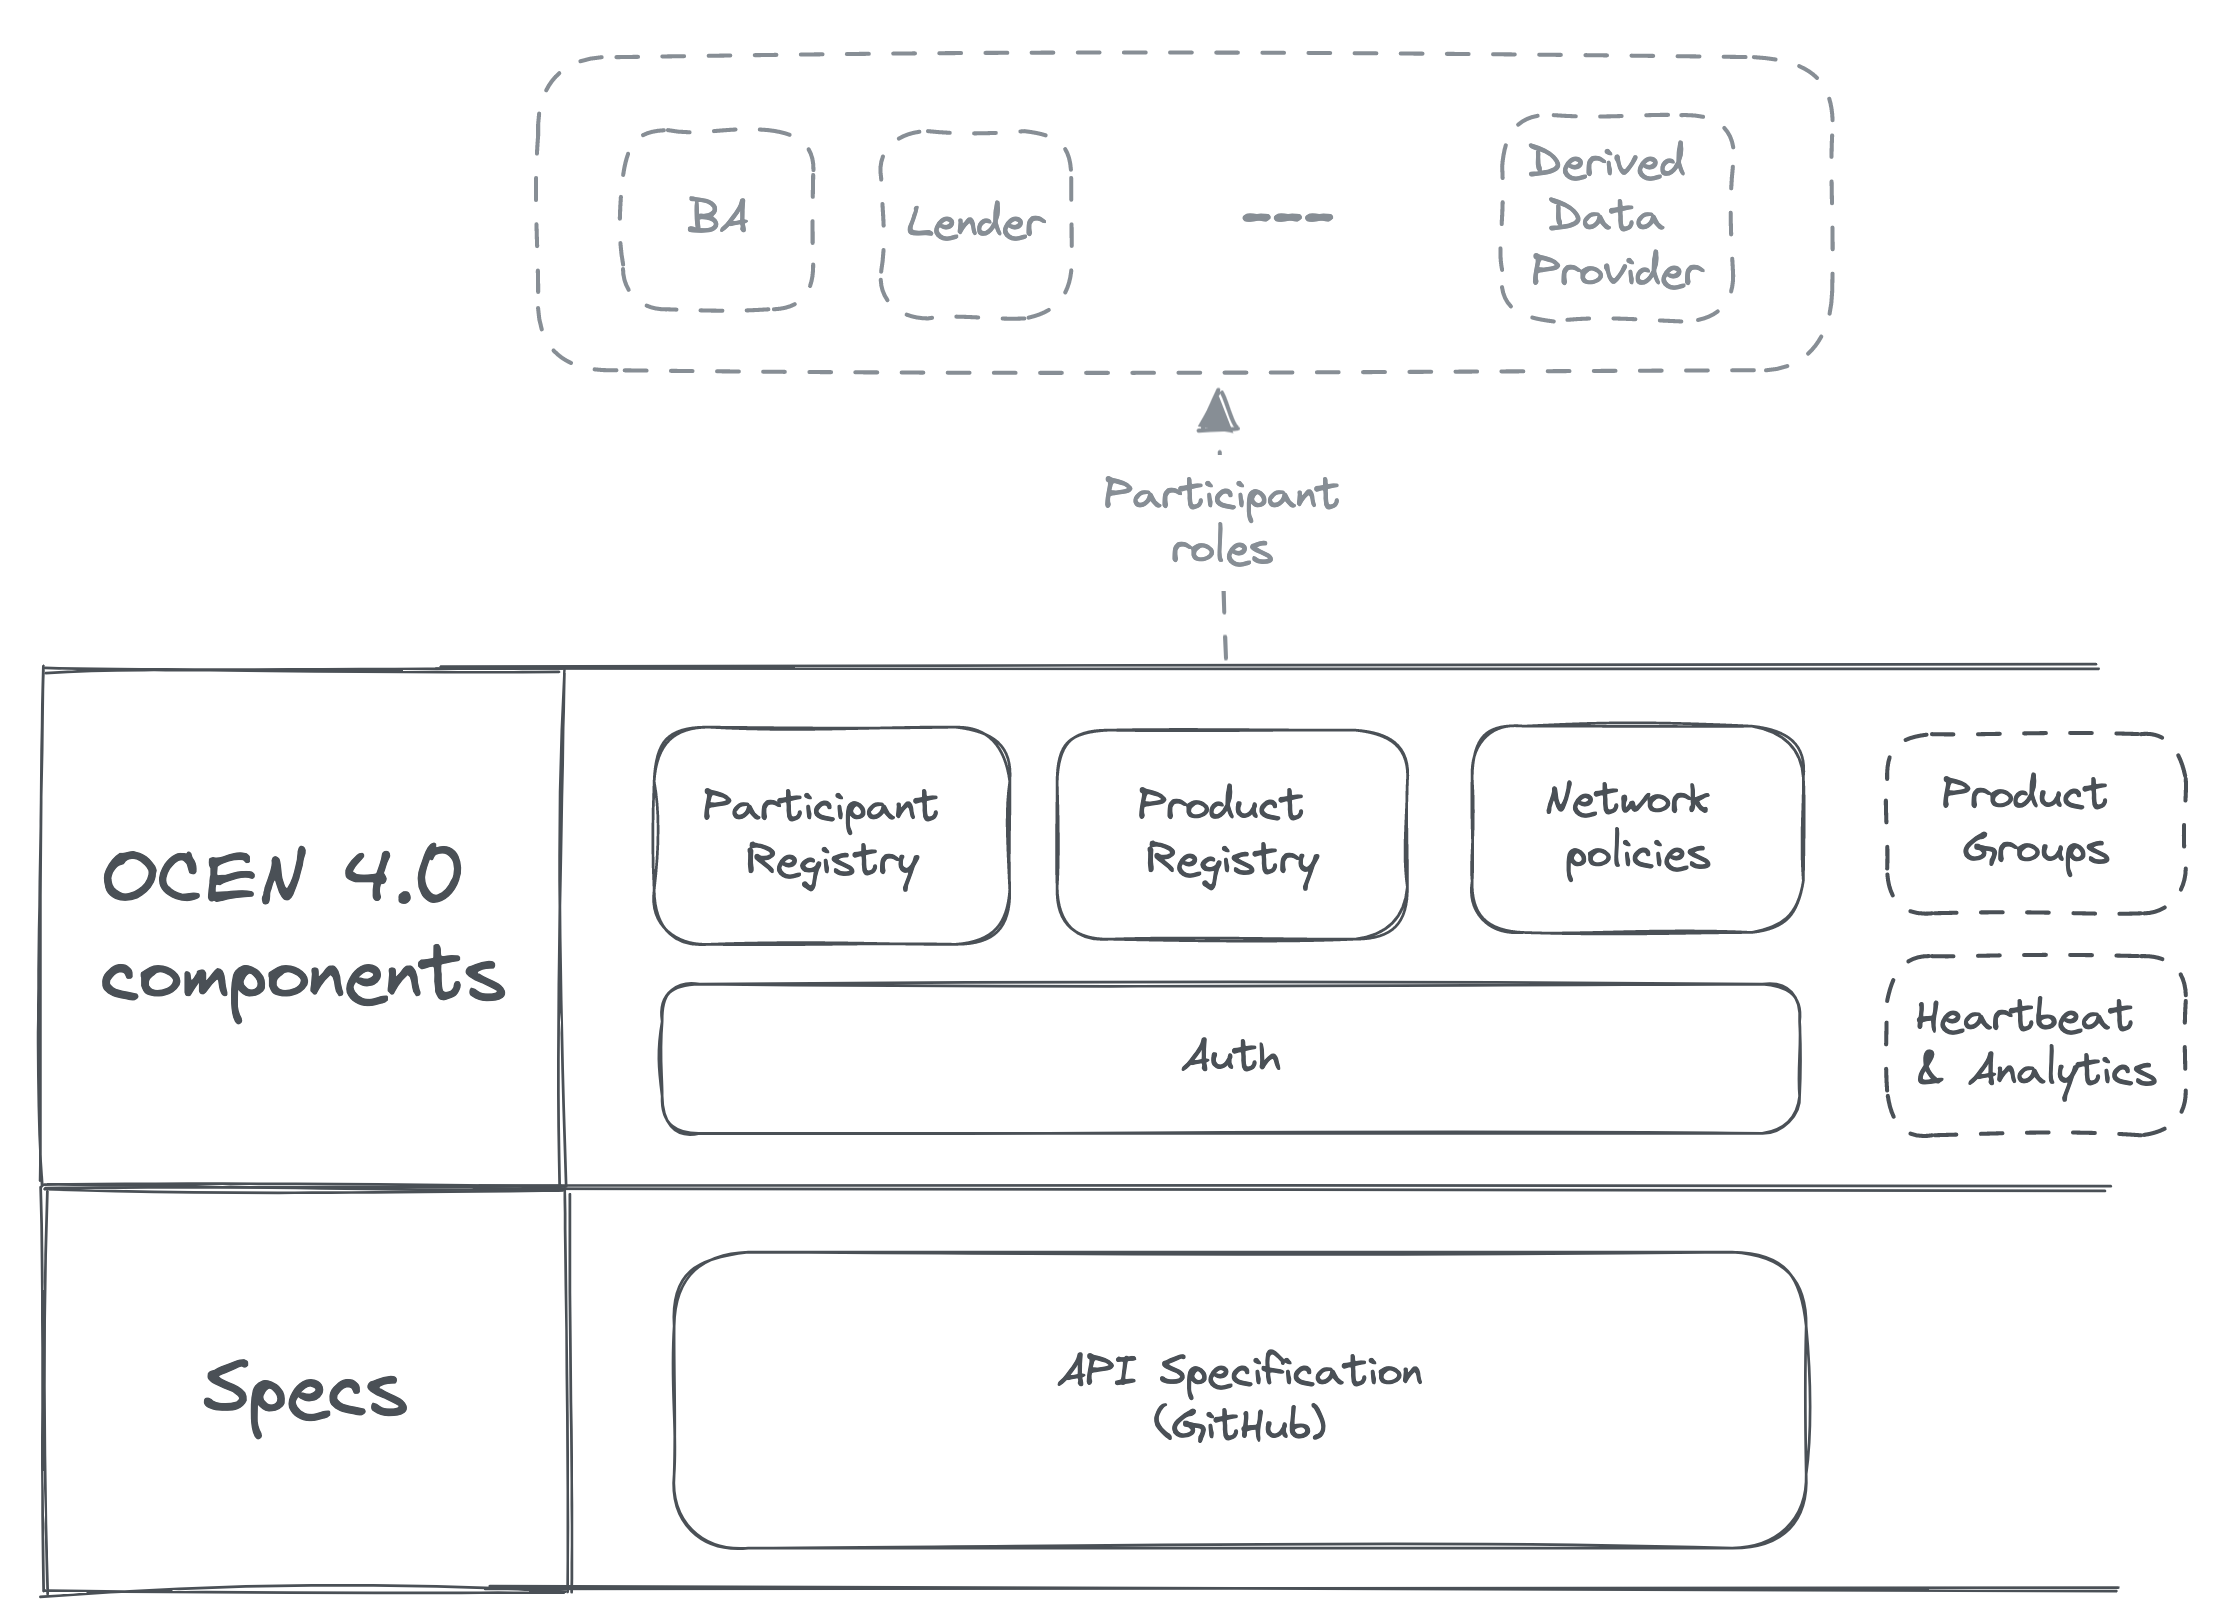 BA
Lender
----
Derived
Data
Provider
Participant
roles
OCEN 4.0
components
Participant
Registry
Product
Registry
Network
policies
Product
Groups
Auth
Heartbeat
& Analytics
Specs
API Specification
(GitHub)